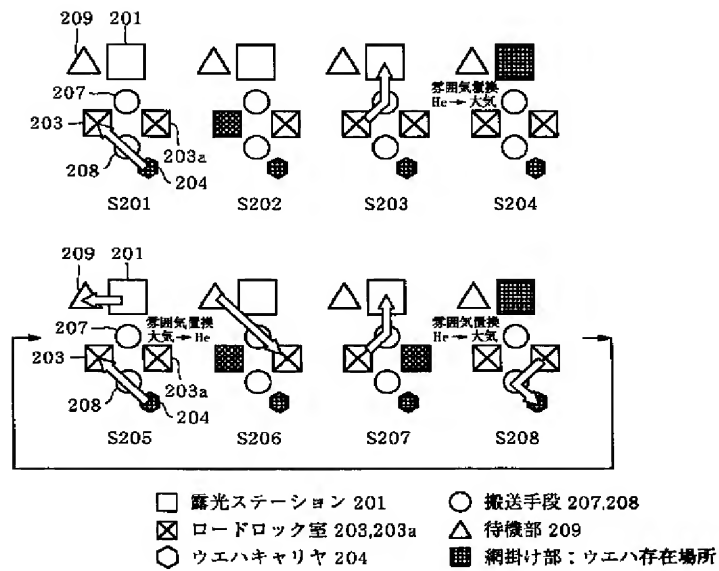 209 201
207
203
203a
208
204
雰囲気置換
He→大気
S201 S202 S203 S204
209 201
207
雰囲気置換
大気→He
雰囲気置換
He→大気
203
203a
208
204
S205 S206 S207 S208
露光ステーション 201
搬送手段 207,208
ロードロック室 203,203a
待機部 209
ウエハキャリヤ 204
網掛け部：ウエハ存在場所